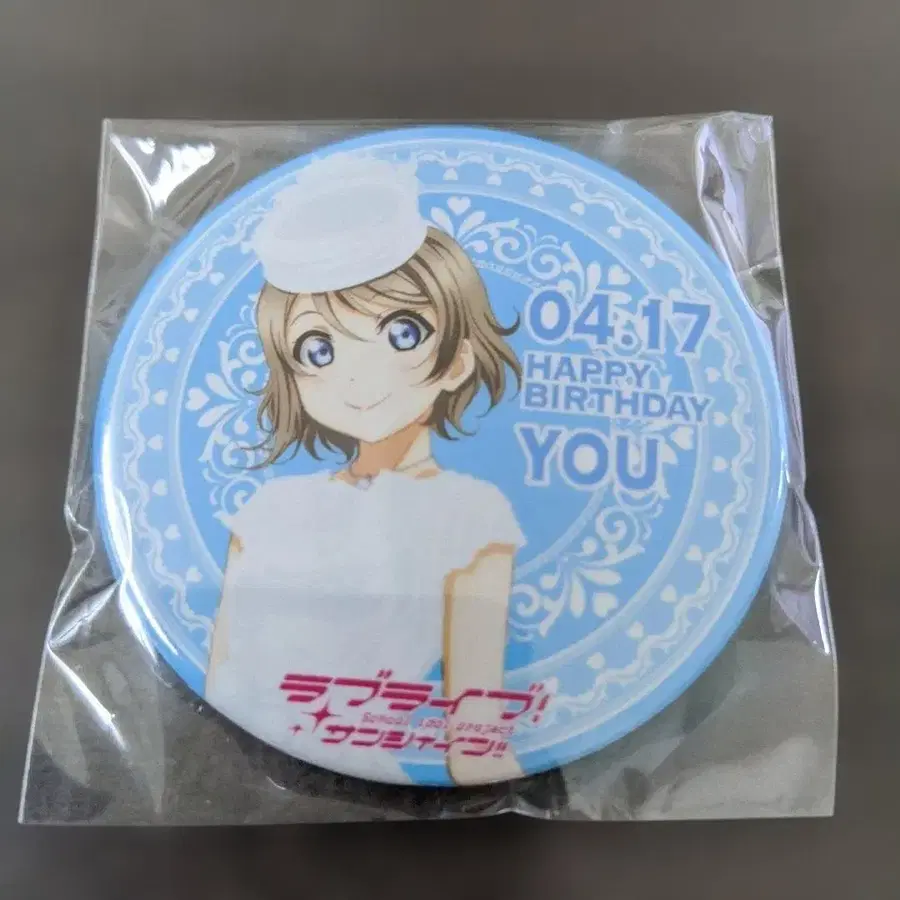 04.17
HAPPY
BIRTHDAY
YOU
ラブライブ!
School idol project
サンシャイン!!